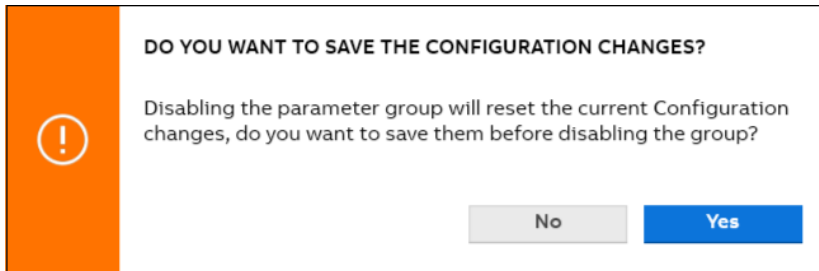 DO YOU WANT TO SAVE THE CONFIGURATION CHANGES?
Disabling the parameter group will reset the current Configuration
changes, do you want to save them before disabling the group?
No
Yes